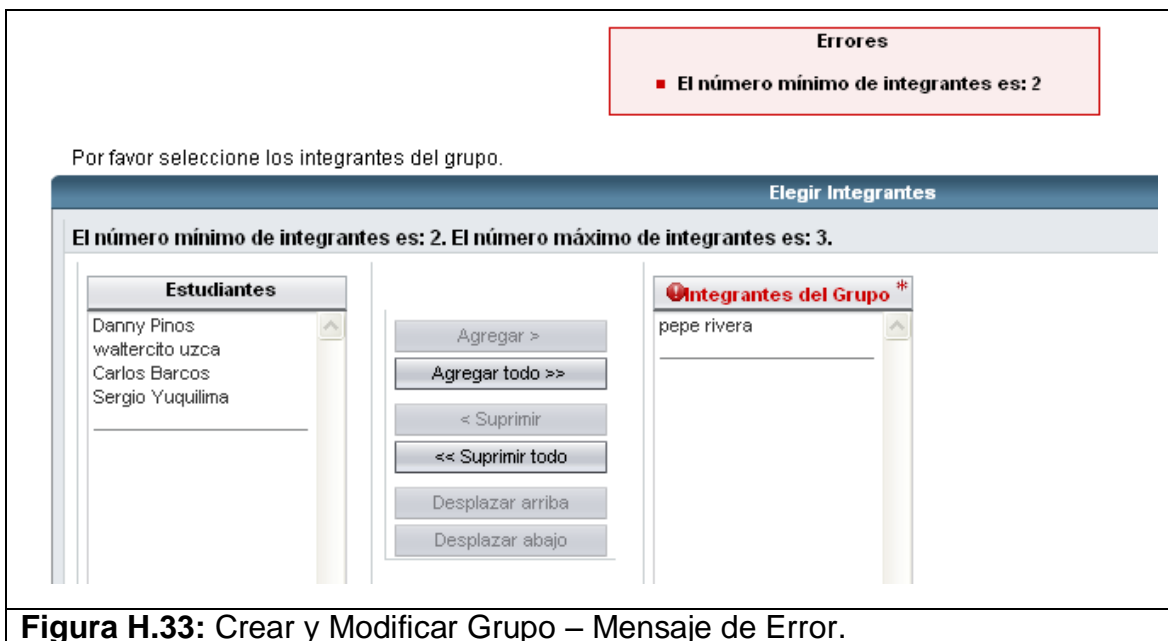 Errores
El número mínimo de integrantes es: 2
Por favor seleccione los integrantes del grupo.
Elegir Integrantes
El número mínimo de integrantes es: 2. El número máximo de integrantes es: 3.
Estudiantes
Danny Pinos
waltercito uzca
Carlos Barcos
Sergio Yuquilima
Agregar >
Agregar todo >>
< Suprimir
<< Suprimir todo
Desplazar arriba
Desplazar abajo
Integrantes del Grupo *
pepe rivera
Figura H.33: Crear y Modificar Grupo – Mensaje de Error.